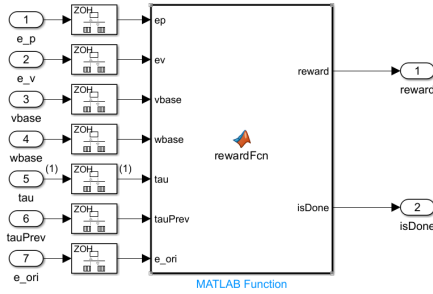 1 ZOH ep
e_p
2 ZOH ev
e_v
3 ZOH vbase
vbase
4 ZOH wbase
wbase
5 (1) ZOH (1) tau
tau
6 ZOH tauPrev
tauPrev
7 ZOH e_ori
e_ori
rewardFcn
reward 1
reward
isDone 2
isDone
MATLAB Function